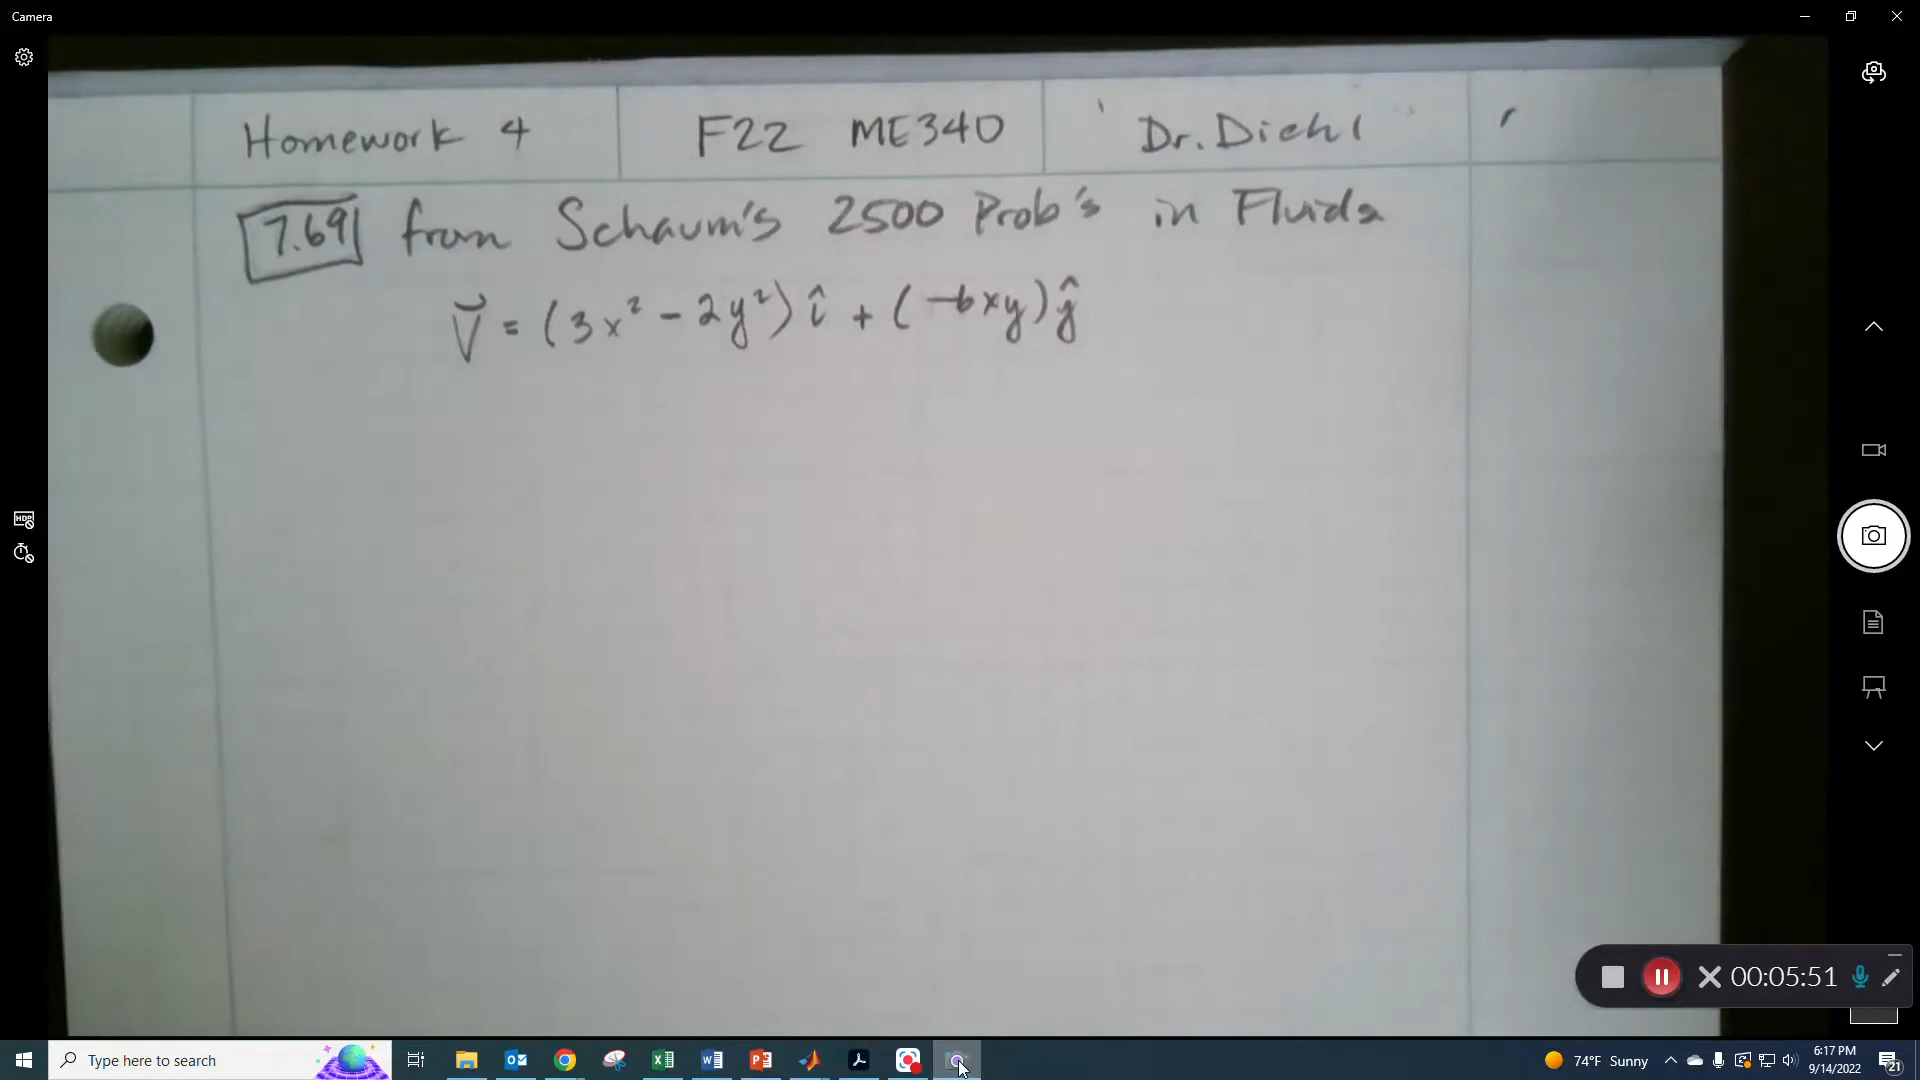 Camera
Homework 4 F22 ME340 Dr. Diehl
7.69 from Schaum's 2500 Prob's in Fluids
V⃗ = (3x² - 2y²) î + (-6xy) ĵ
00:05:51
Type here to search
74°F Sunny
6:17 PM
9/14/2022
21